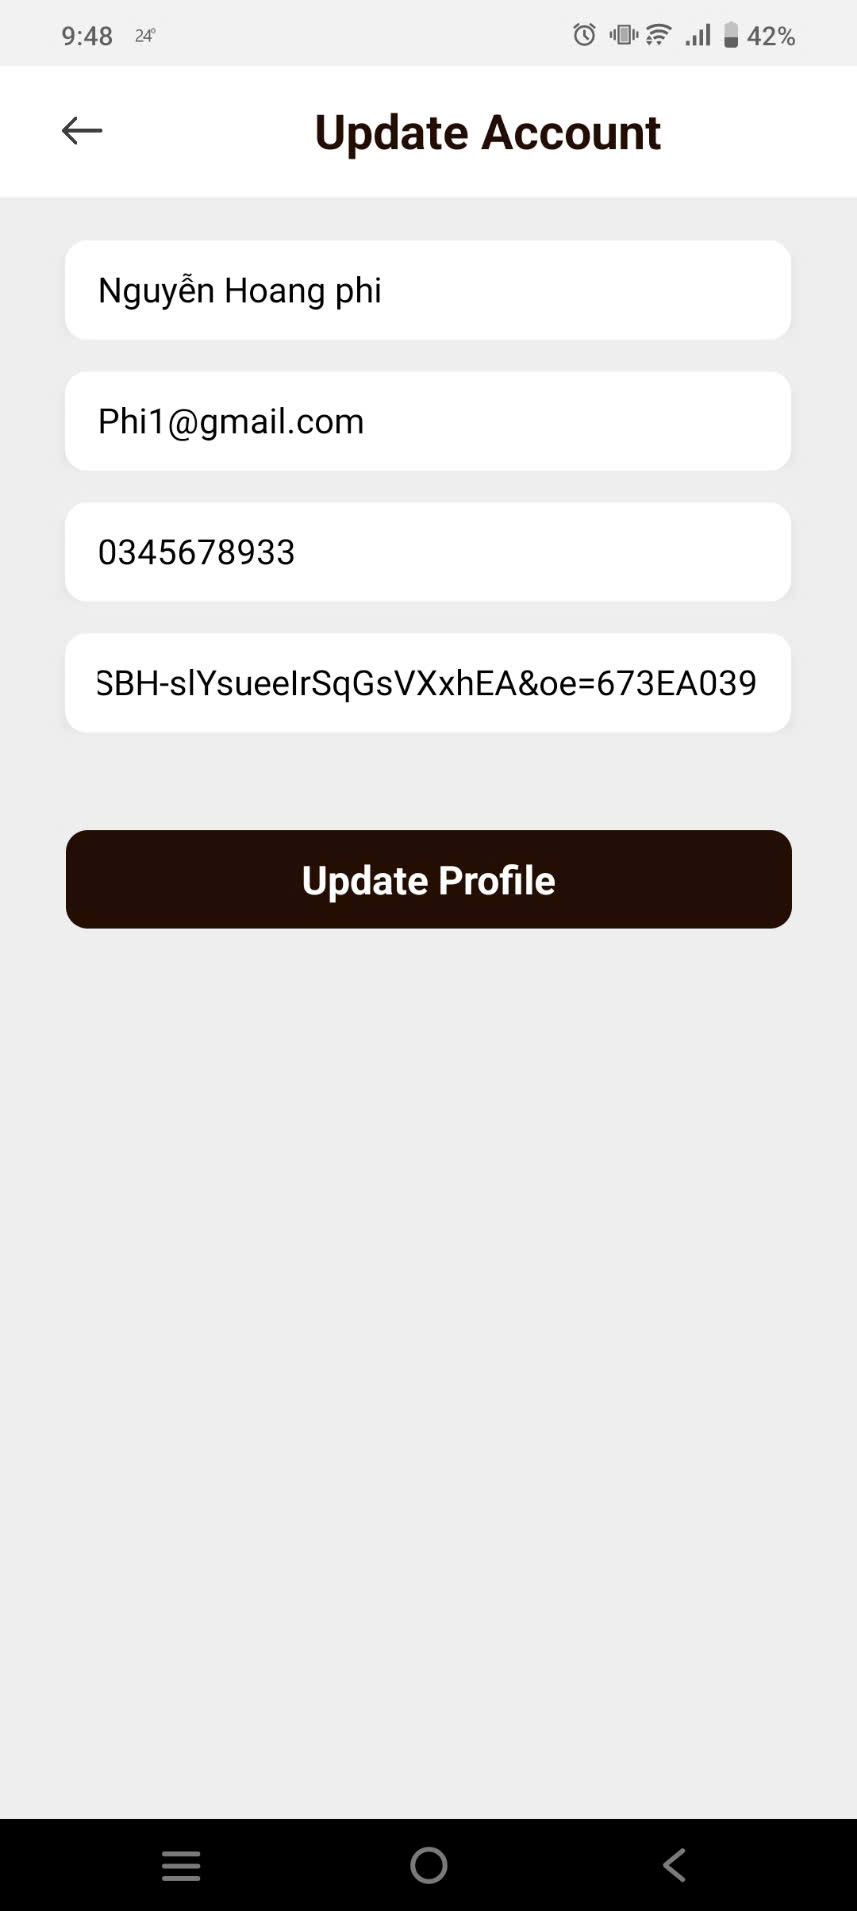 9:48 24° 42%
Update Account
Nguyễn Hoang phi
Phi1@gmail.com
0345678933
SBH-slYsueeIrSqGsVXxhEA&oe=673EA039
Update Profile